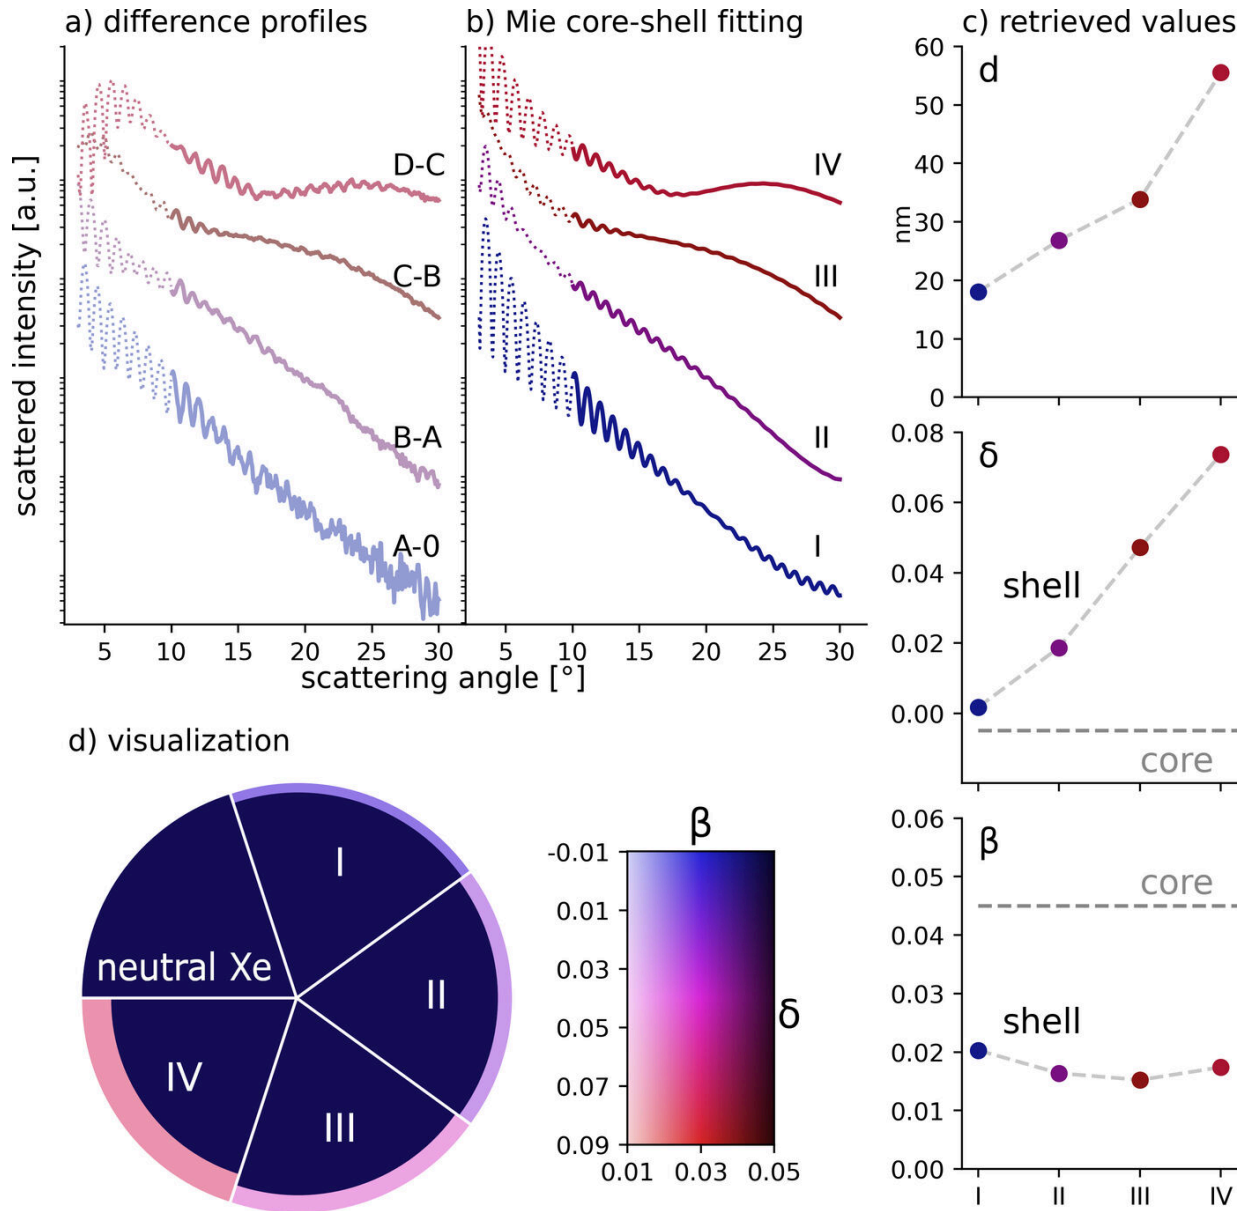 a) difference profiles
b) Mie core-shell fitting
c) retrieved values
scattered intensity [a.u.]
D-C
C-B
B-A
A-0
IV
III
II
I
5 10 15 20 25 30
5 10 15 20 25 30
scattering angle [°]
d
nm
60
50
40
30
20
10
0
δ
0.08
0.06
0.04
0.02
0.00
shell
core
β
0.06
0.05
0.04
0.03
0.02
0.01
0.00
core
shell
I II III IV
d) visualization
I
II
III
IV
neutral Xe
β
δ
-0.01
0.01
0.03
0.05
0.07
0.09
0.01 0.03 0.05